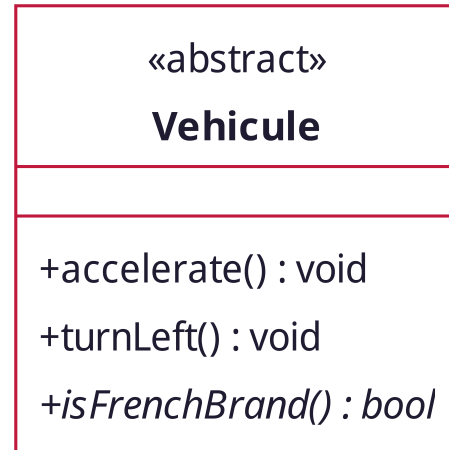 «abstract»
Vehicule
+accelerate() : void
+turnLeft() : void
+isFrenchBrand() : bool